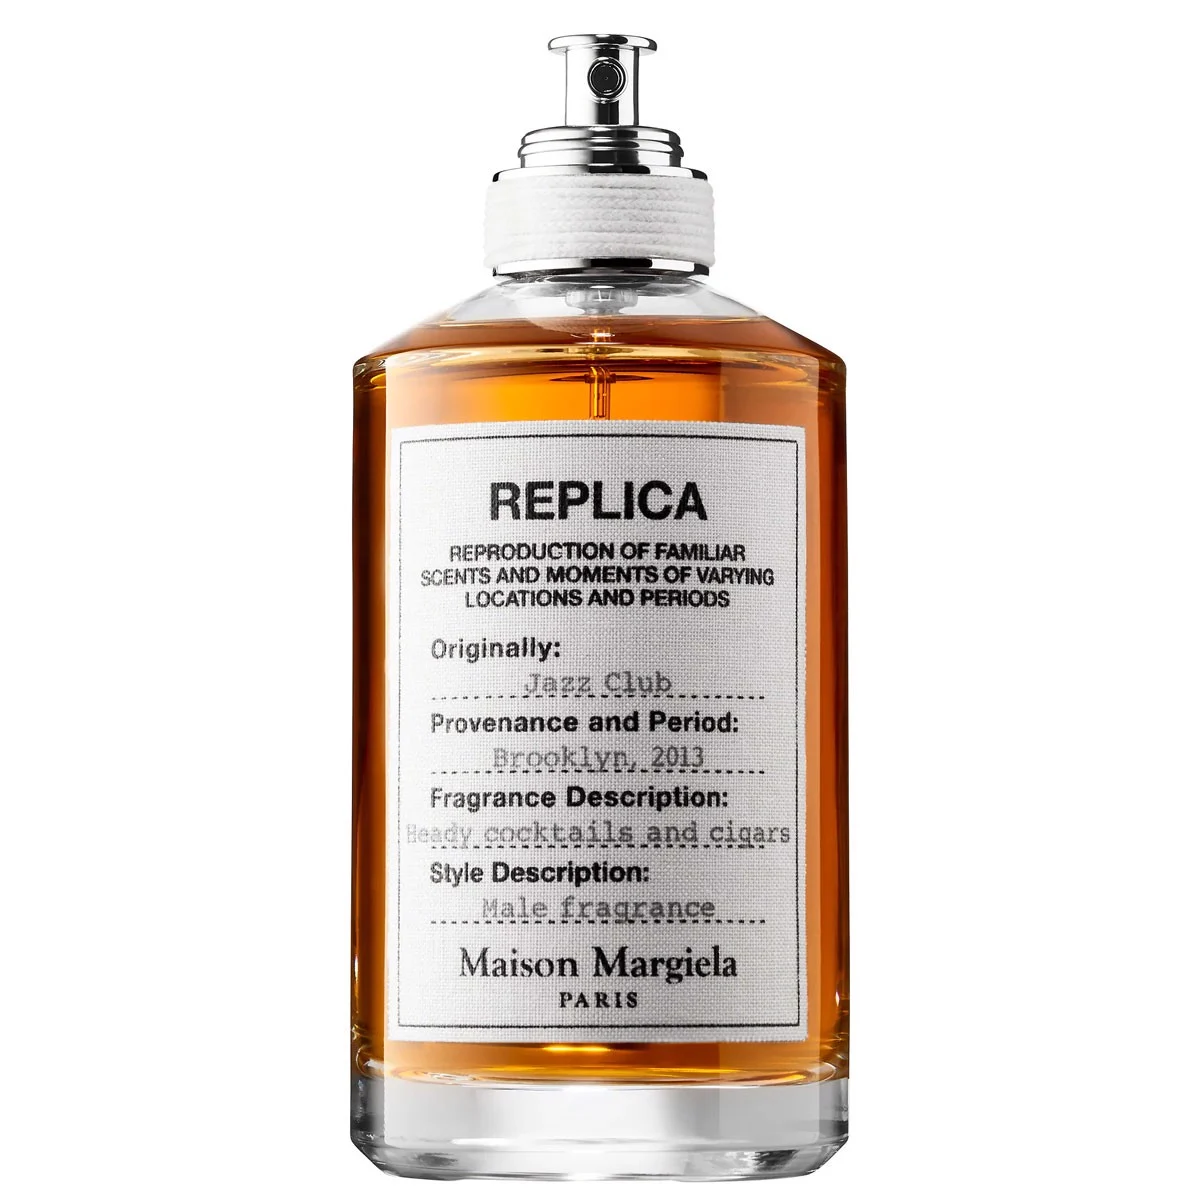 REPLICA
REPRODUCTION OF FAMILIAR
SCENTS AND MOMENTS OF VARYING
LOCATIONS AND PERIODS
Originally:
Jazz Club
Provenance and Period:
Brooklyn, 2013
Fragrance Description:
Heady cocktails and cigars
Style Description:
Male fragrance
Maison Margiela
PARIS